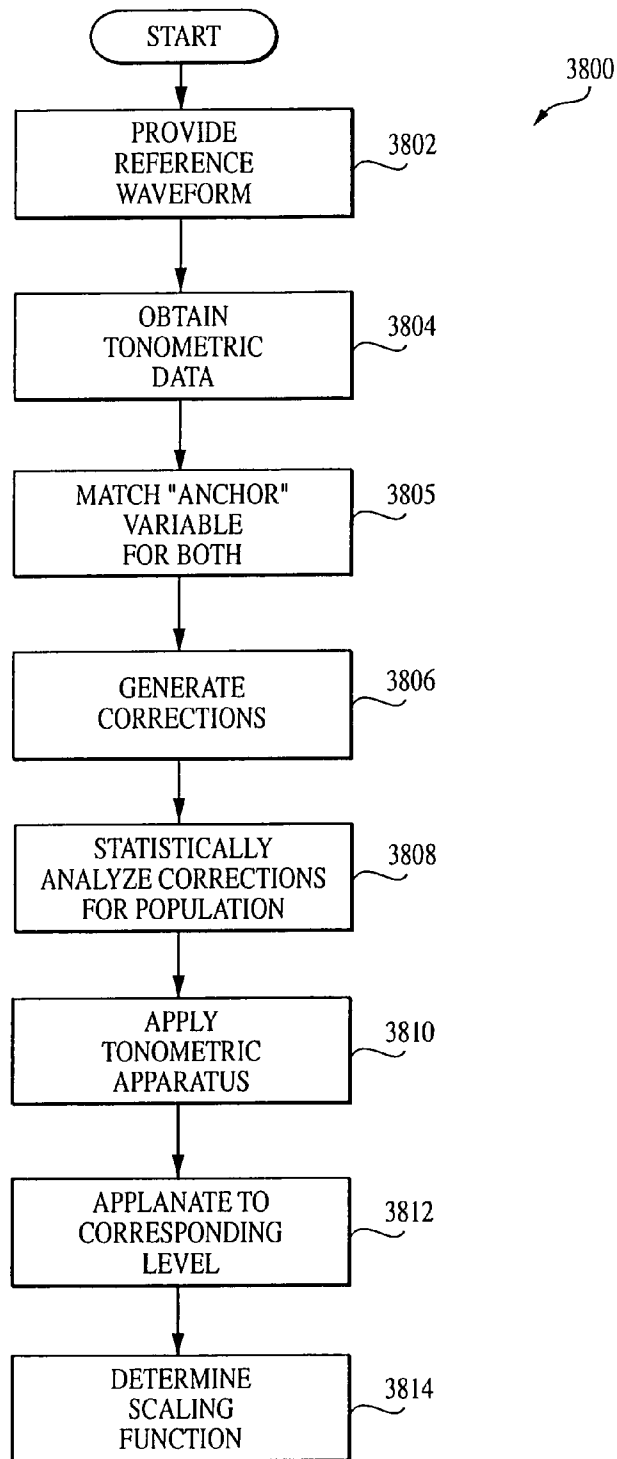 START
3800
PROVIDE
REFERENCE
WAVEFORM
3802
OBTAIN
TONOMETRIC
DATA
3804
MATCH "ANCHOR"
VARIABLE
FOR BOTH
3805
GENERATE
CORRECTIONS
3806
STATISTICALLY
ANALYZE CORRECTIONS
FOR POPULATION
3808
APPLY
TONOMETRIC
APPARATUS
3810
APPLANATE TO
CORRESPONDING
LEVEL
3812
DETERMINE
SCALING
FUNCTION
3814